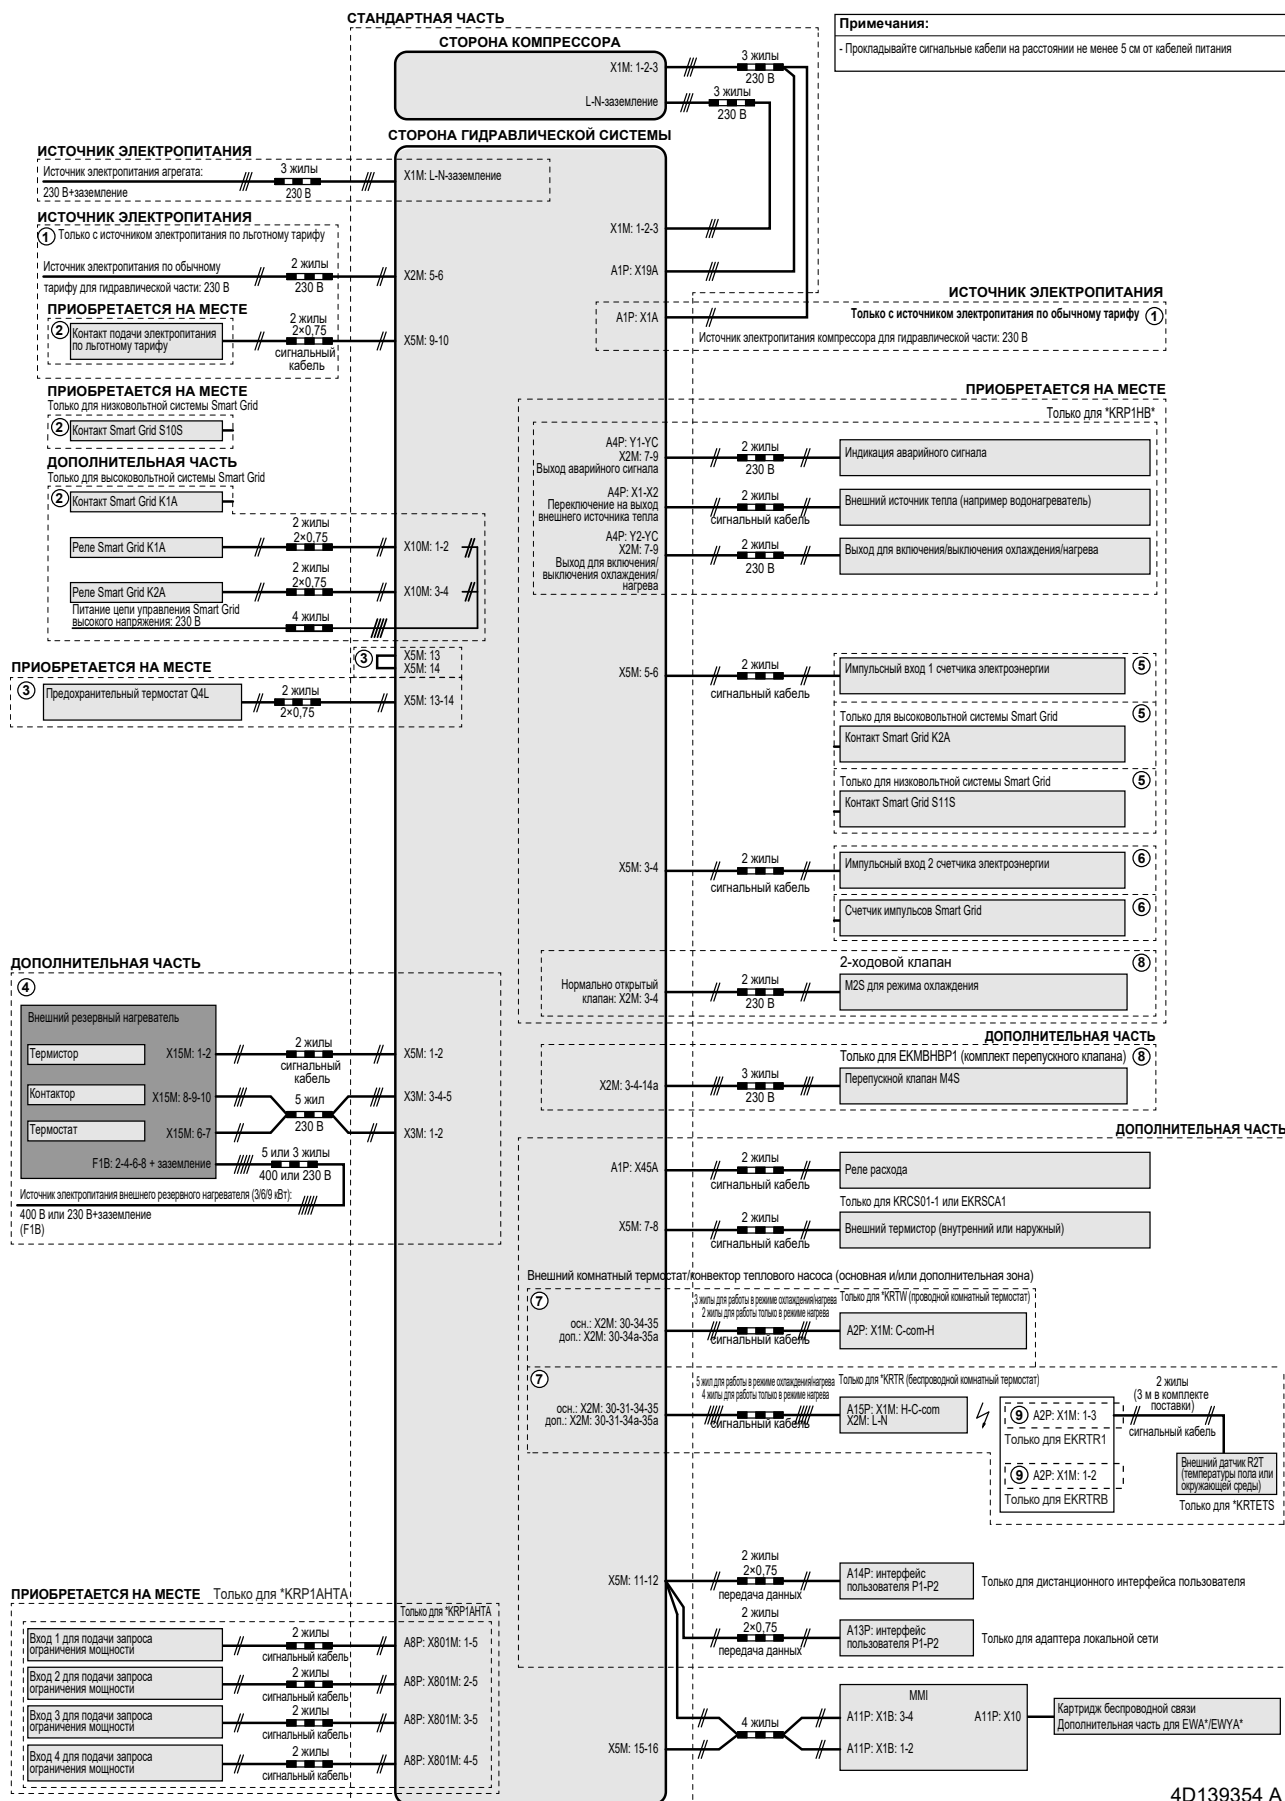 СТАНДАРТНАЯ ЧАСТЬ
Примечания:
- Прокладывайте сигнальные кабели на расстоянии не менее 5 см от кабелей питания
СТОРОНА КОМПРЕССОРА
X1M: 1-2-3
3 жилы
230 В
L-N-заземление
3 жилы
230 В
СТОРОНА ГИДРАВЛИЧЕСКОЙ СИСТЕМЫ
ИСТОЧНИК ЭЛЕКТРОПИТАНИЯ
Источник электропитания агрегата:
230 В+заземление
3 жилы
230 В
X1M: L-N-заземление
ИСТОЧНИК ЭЛЕКТРОПИТАНИЯ
1 Только с источником электропитания по льготному тарифу
Источник электропитания по обычному
тарифу для гидравлической части: 230 В
2 жилы
230 В
X2M: 5-6
X1M: 1-2-3
A1P: X19A
ПРИОБРЕТАЕТСЯ НА МЕСТЕ
2
Контакт подачи электропитания
по льготному тарифу
2 жилы
2×0,75
сигнальный
кабель
X5M: 9-10
ИСТОЧНИК ЭЛЕКТРОПИТАНИЯ
Только с источником электропитания по обычному тарифу 1
A1P: X1A
Источник электропитания компрессора для гидравлической части: 230 В
ПРИОБРЕТАЕТСЯ НА МЕСТЕ
Только для низковольтной системы Smart Grid
2
Контакт Smart Grid S10S
ДОПОЛНИТЕЛЬНАЯ ЧАСТЬ
Только для высоковольтной системы Smart Grid
2
Контакт Smart Grid K1A
Реле Smart Grid K1A
2 жилы
2×0,75
X10M: 1-2
Реле Smart Grid K2A
2 жилы
2×0,75
X10M: 3-4
Питание цепи управления Smart Grid
высокого напряжения: 230 В
4 жилы
3
X5M: 13
X5M: 14
ПРИОБРЕТАЕТСЯ НА МЕСТЕ
3
Предохранительный термостат Q4L
2 жилы
2×0,75
X5M: 13-14
ПРИОБРЕТАЕТСЯ НА МЕСТЕ
Только для *KRP1HB*
A4P: Y1-YC
X2M: 7-9
Выход аварийного сигнала
2 жилы
230 В
Индикация аварийного сигнала
A4P: X1-X2
Переключение на выход
внешнего источника тепла
2 жилы
сигнальный кабель
Внешний источник тепла (например водонагреватель)
A4P: Y2-YC
X2M: 7-9
Выход для включения/
выключения охлаждения/
нагрева
2 жилы
230 В
Выход для включения/выключения охлаждения/нагрева
X5M: 5-6
2 жилы
сигнальный кабель
Импульсный вход 1 счетчика электроэнергии
5
Только для высоковольтной системы Smart Grid
5
Контакт Smart Grid K2A
Только для низковольтной системы Smart Grid
5
Контакт Smart Grid S11S
X5M: 3-4
2 жилы
сигнальный кабель
Импульсный вход 2 счетчика электроэнергии
6
Счетчик импульсов Smart Grid
6
2-ходовой клапан
8
Нормально открытый
клапан: X2M: 3-4
2 жилы
230 В
M2S для режима охлаждения
ДОПОЛНИТЕЛЬНАЯ ЧАСТЬ
Только для EKMBHBP1 (комплект перепускного клапана) 8
X2M: 3-4-14a
3 жилы
230 В
Перепускной клапан M4S
ДОПОЛНИТЕЛЬНАЯ ЧАСТЬ
4
Внешний резервный нагреватель
Термистор
X15M: 1-2
2 жилы
сигнальный
кабель
X5M: 1-2
Контактор
X15M: 8-9-10
5 жил
230 В
X3M: 3-4-5
Термостат
X15M: 6-7
X3M: 1-2
F1B: 2-4-6-8 + заземление
5 или 3 жилы
400 или 230 В
Источник электропитания внешнего резервного нагревателя (3/6/9 кВт):
400 В или 230 В+заземление
(F1B)
ДОПОЛНИТЕЛЬНАЯ ЧАСТЬ
A1P: X45A
2 жилы
сигнальный кабель
Реле расхода
Только для KRCS01-1 или EKRSCA1
X5M: 7-8
2 жилы
сигнальный кабель
Внешний термистор (внутренний или наружный)
Внешний комнатный термостат/конвектор теплового насоса (основная и/или дополнительная зона)
7
3 жилы для работы в режиме охлаждения/нагрева
2 жилы для работы только в режиме нагрева
Только для *KRTW (проводной комнатный термостат)
осн.: X2M: 30-34-35
доп.: X2M: 30-34a-35a
сигнальный кабель
A2P: X1M: C-com-H
7
5 жил для работы в режиме охлаждения/нагрева
4 жилы для работы только в режиме нагрева
Только для *KRTR (беспроводной комнатный термостат)
осн.: X2M: 30-31-34-35
доп.: X2M: 30-31-34a-35a
сигнальный кабель
A15P: X1M: H-C-com
X2M: L-N
9 A2P: X1M: 1-3
Только для EKRTR1
9 A2P: X1M: 1-2
Только для EKRTRB
2 жилы
(3 м в комплекте
поставки)
сигнальный кабель
Внешний датчик R2T
(температуры пола или
окружающей среды)
Только для *KRTETS
X5M: 11-12
2 жилы
2×0,75
передача данных
A14P: интерфейс
пользователя P1-P2
Только для дистанционного интерфейса пользователя
2 жилы
2×0,75
передача данных
A13P: интерфейс
пользователя P1-P2
Только для адаптера локальной сети
X5M: 15-16
4 жилы
MMI
A11P: X1B: 3-4
A11P: X1B: 1-2
A11P: X10
Картридж беспроводной связи
Дополнительная часть для EWA*/EWYA*
ПРИОБРЕТАЕТСЯ НА МЕСТЕ Только для *KRP1AHTA
Только для *KRP1AHTA
Вход 1 для подачи запроса
ограничения мощности
2 жилы
сигнальный кабель
A8P: X801M: 1-5
Вход 2 для подачи запроса
ограничения мощности
2 жилы
сигнальный кабель
A8P: X801M: 2-5
Вход 3 для подачи запроса
ограничения мощности
2 жилы
сигнальный кабель
A8P: X801M: 3-5
Вход 4 для подачи запроса
ограничения мощности
2 жилы
сигнальный кабель
A8P: X801M: 4-5
4D139354 A